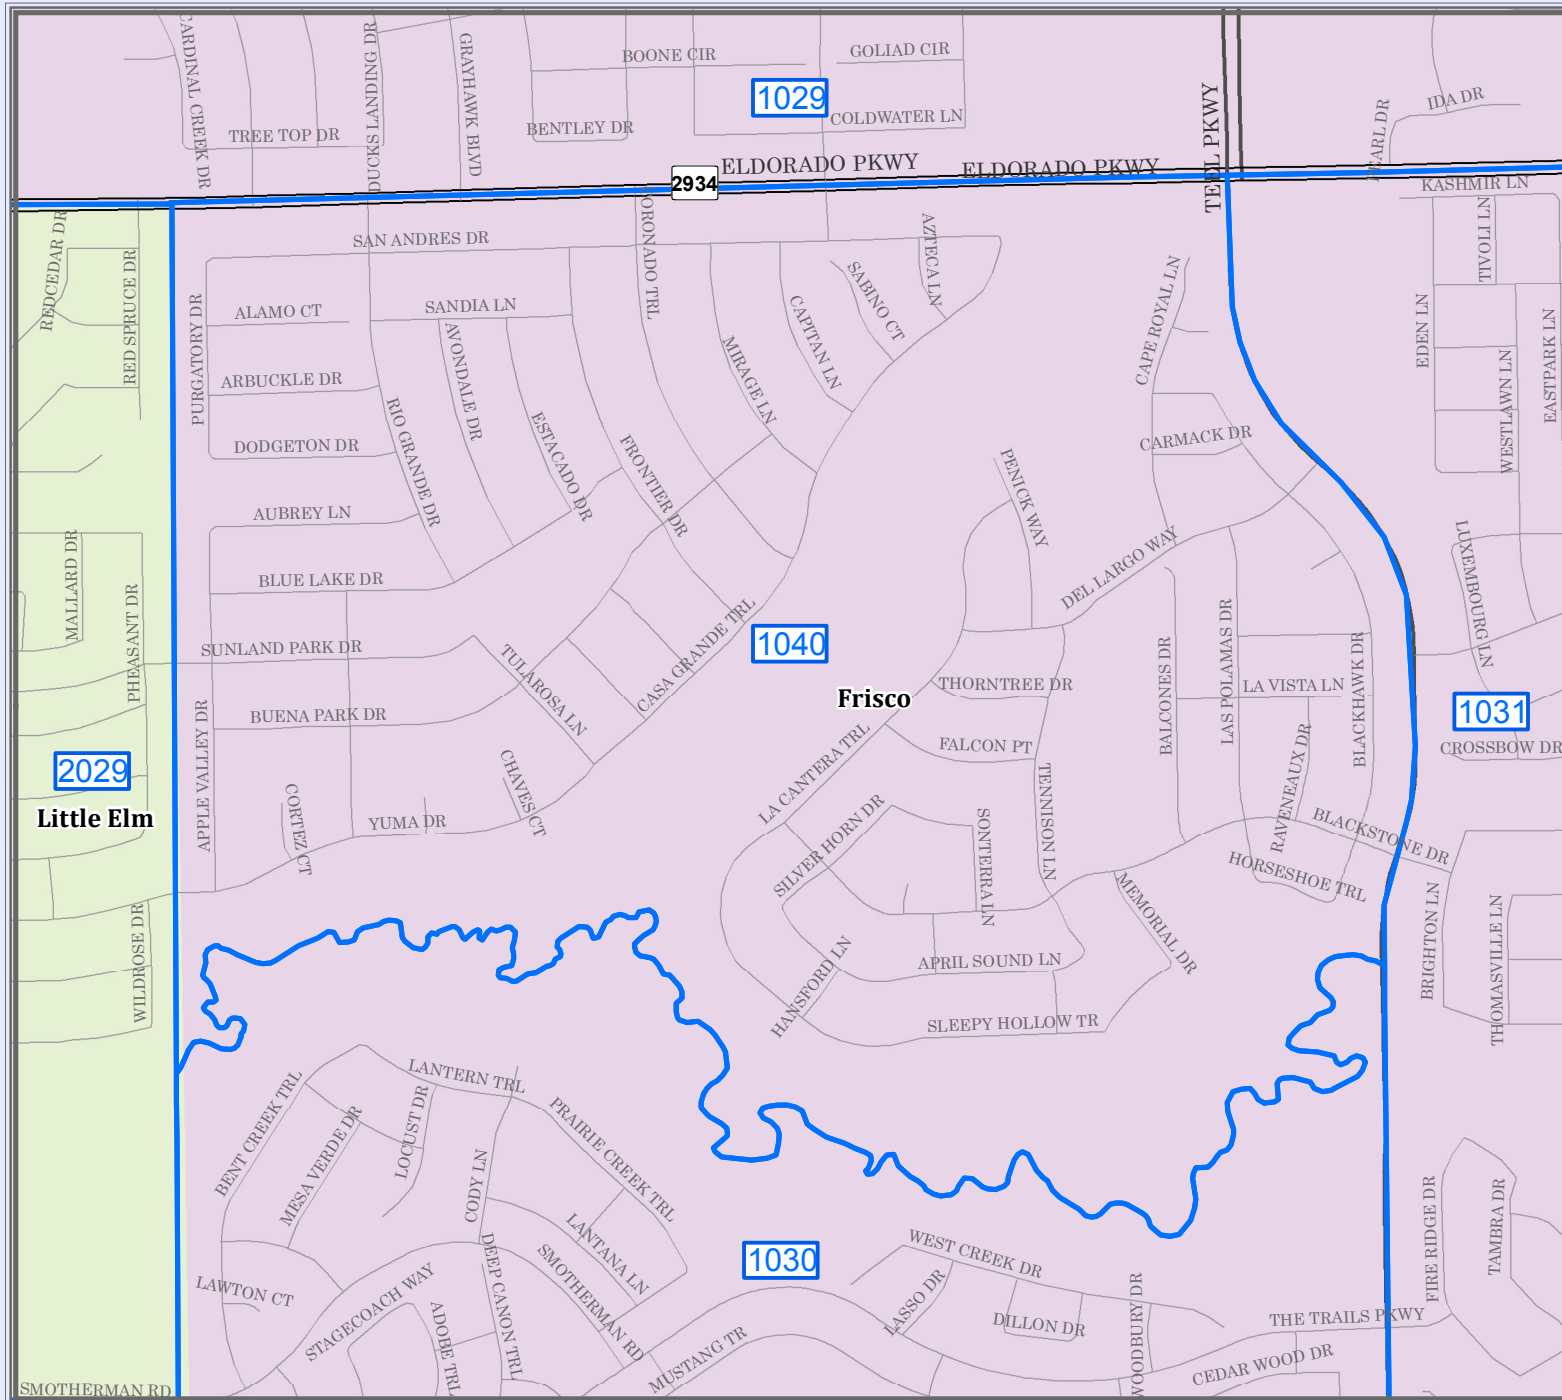 CARDINAL CREEK DR
DUCKS LANDING DR
GRAYHAWK BLVD
BOONE CIR
GOLIAD CIR
1029
TREE TOP DR
BENTLEY DR
COLDWATER LN
TEEL PKWY
PEARL DR
IDA DR
ELDORADO PKWY
ELDORADO PKWY
2934
KASHMIR LN
REDCEDAR DR
RED SPRUCE DR
SAN ANDRES DR
CORONADO TRL
AZTECA LN
SABINO CT
CAPE ROYAL LN
TIVOLI LN
PURGATORY DR
ALAMO CT
SANDIA LN
CAPITAN LN
EDEN LN
EASTPARK LN
AVONDALE DR
MIRAGE LN
WESTLAWN LN
ARBUCKLE DR
RIO GRANDE DR
ESTACADO DR
FRONTIER DR
CARMACK DR
DODGETON DR
PENICK WAY
AUBREY LN
MALLARD DR
PHEASANT DR
BLUE LAKE DR
DEL LARGO WAY
LUXEMBOURG LN
SUNLAND PARK DR
TULAROSA LN
CASA GRANDE TRL
1040
BALCONES DR
LAS POLAMAS DR
BLACKHAWK DR
Frisco
THORNTREE DR
LA VISTA LN
1031
APPLE VALLEY DR
BUENA PARK DR
LA CANTERA TRL
FALCON PT
RAVENEAUX DR
CROSSBOW DR
2029
Little Elm
CORTEZ CT
CHAVES CT
YUMA DR
SILVER HORN DR
SONTERRA LN
TENNISON LN
BLACKSTONE DR
HORSESHOE TRL
MEMORIAL DR
BRIGHTON LN
THOMASVILLE LN
WILDROSE DR
HANSFORD LN
APRIL SOUND LN
SLEEPY HOLLOW TR
BENT CREEK TRL
LANTERN TRL
MESA VERDE DR
LOCUST DR
PRAIRIE CREEK TRL
CODY LN
LANTANA LN
DEEP CANON TRL
SMOTHERMAN RD
1030
WEST CREEK DR
FIRE RIDGE DR
TAMBRA DR
LAWTON CT
STAGECOACH WAY
ADOBE TRL
LASSO DR
DILLON DR
WOODBURY DR
THE TRAILS PKWY
MUSTANG TR
CEDAR WOOD DR
SMOTHERMAN RD